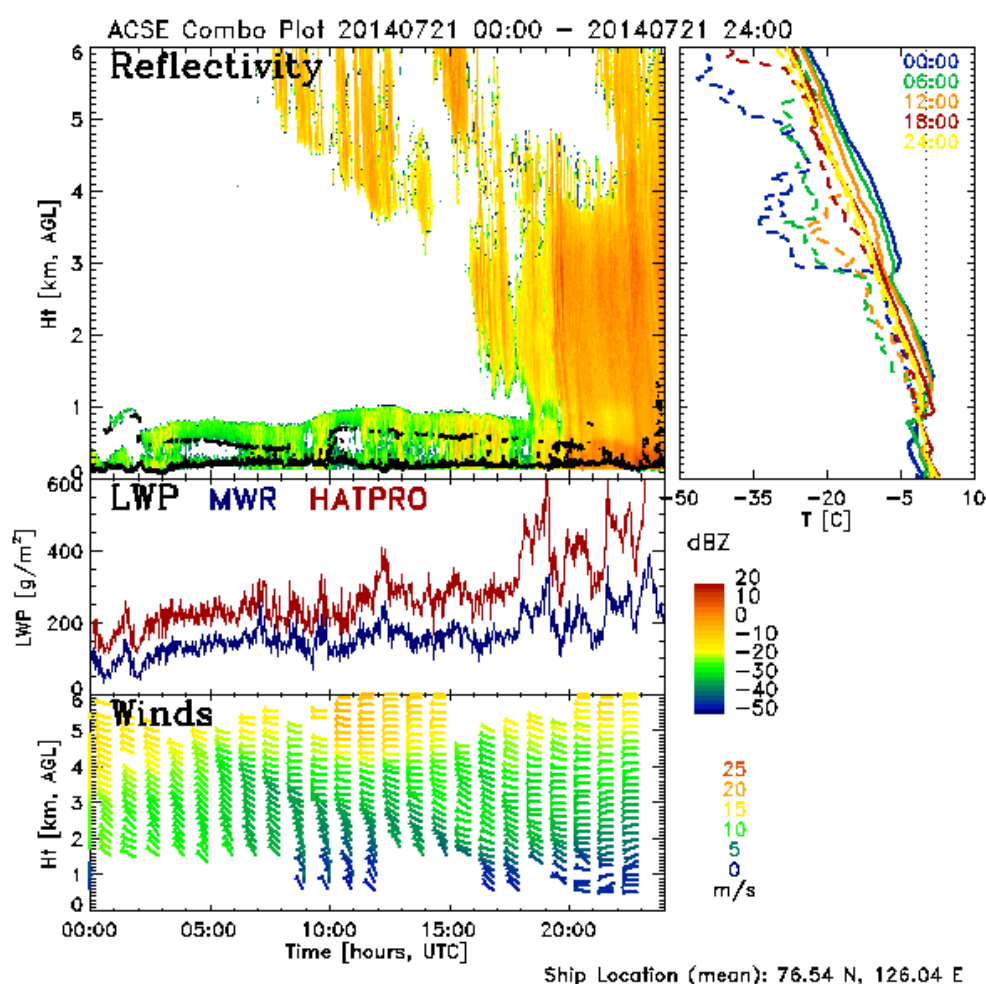 ACSE Combo Plot 20140721 00:00 - 20140721 24:00
Reflectivity
6
5
4
3
2
1
0
Ht [km, AGL]
00:00
06:00
12:00
18:00
24:00
-50 -35 -20 -5 10
T [C]
LWP MWR HATPRO
600
400
200
0
LWP [g/m²]
dBZ
20
10
0
-10
-20
-30
-40
-50
Winds
6
5
4
3
2
1
0
Ht [km, AGL]
25
20
15
10
5
0
m/s
00:00 05:00 10:00 15:00 20:00
Time [hours, UTC]
Ship Location (mean): 76.54 N, 126.04 E